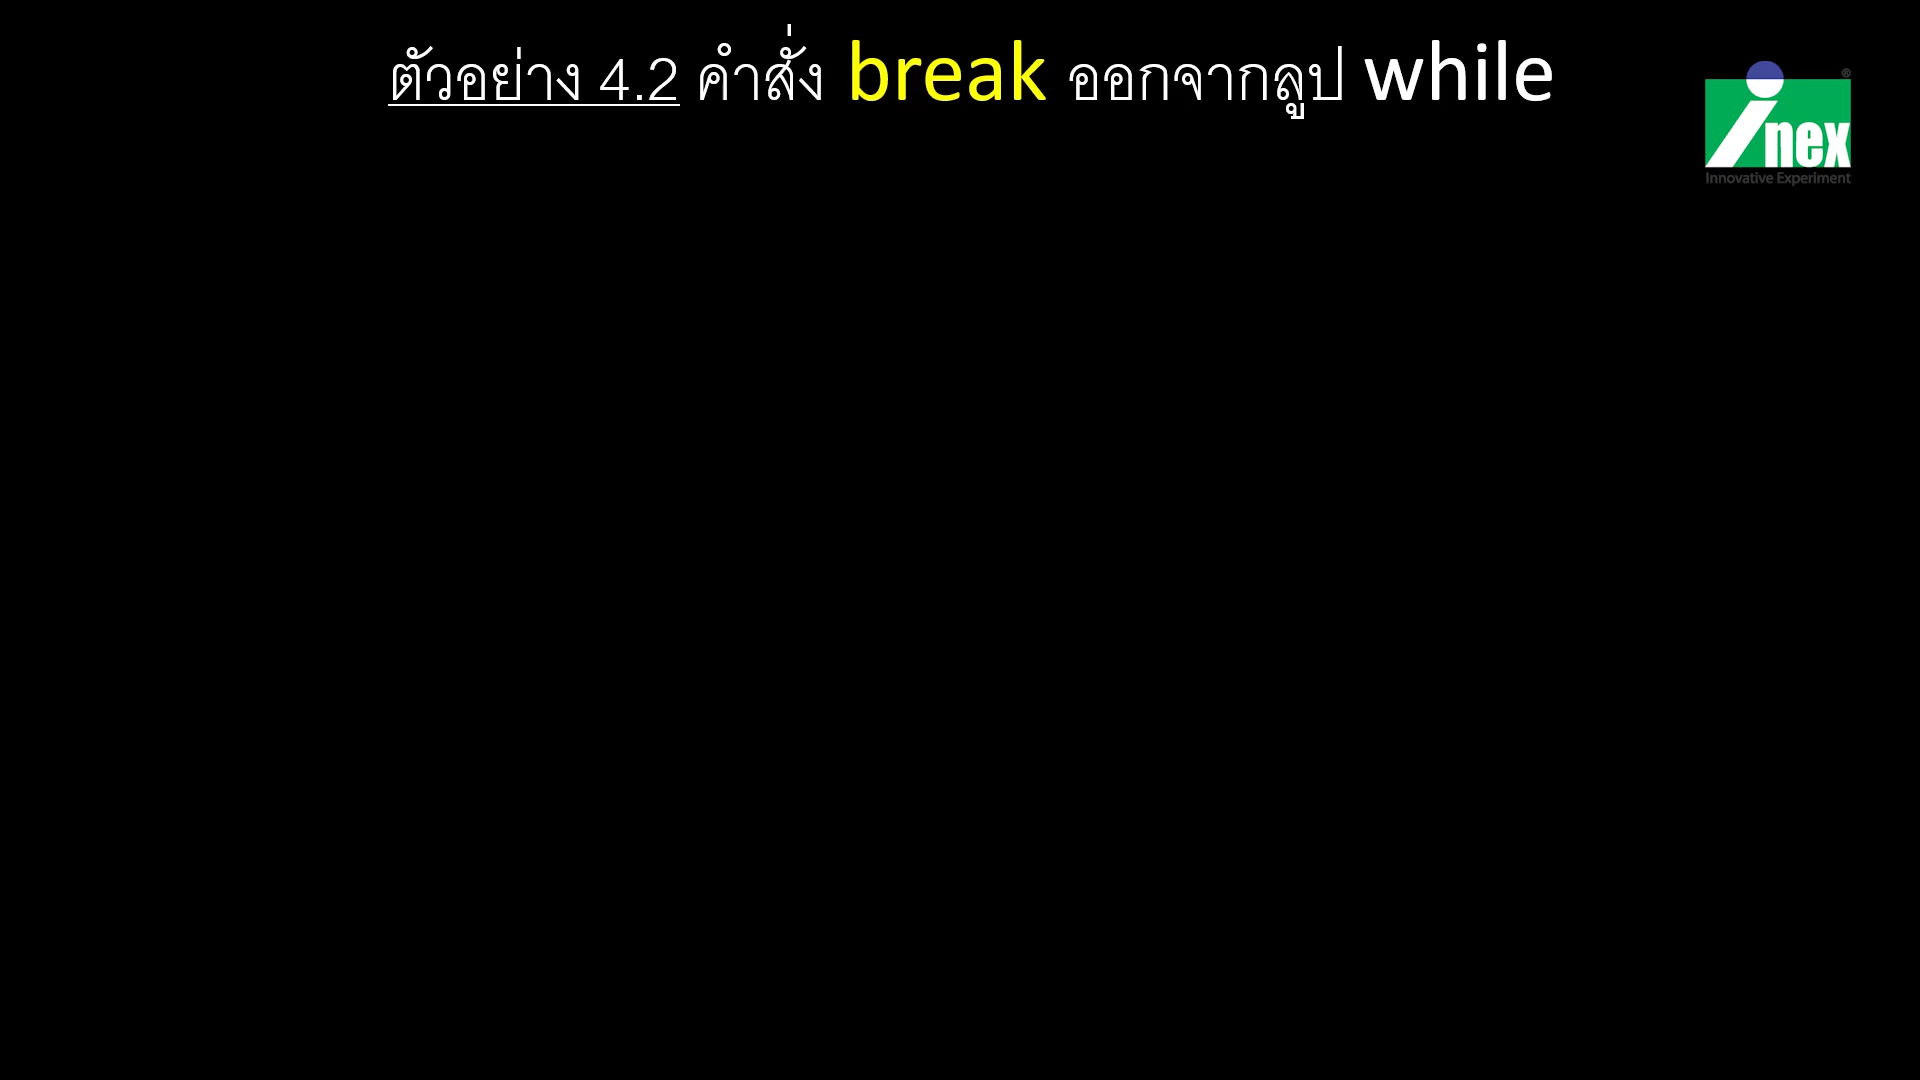 ตัวอย่าง 4.2 คำสั่ง break ออกจากลูป while
inex ®
Innovative Experiment